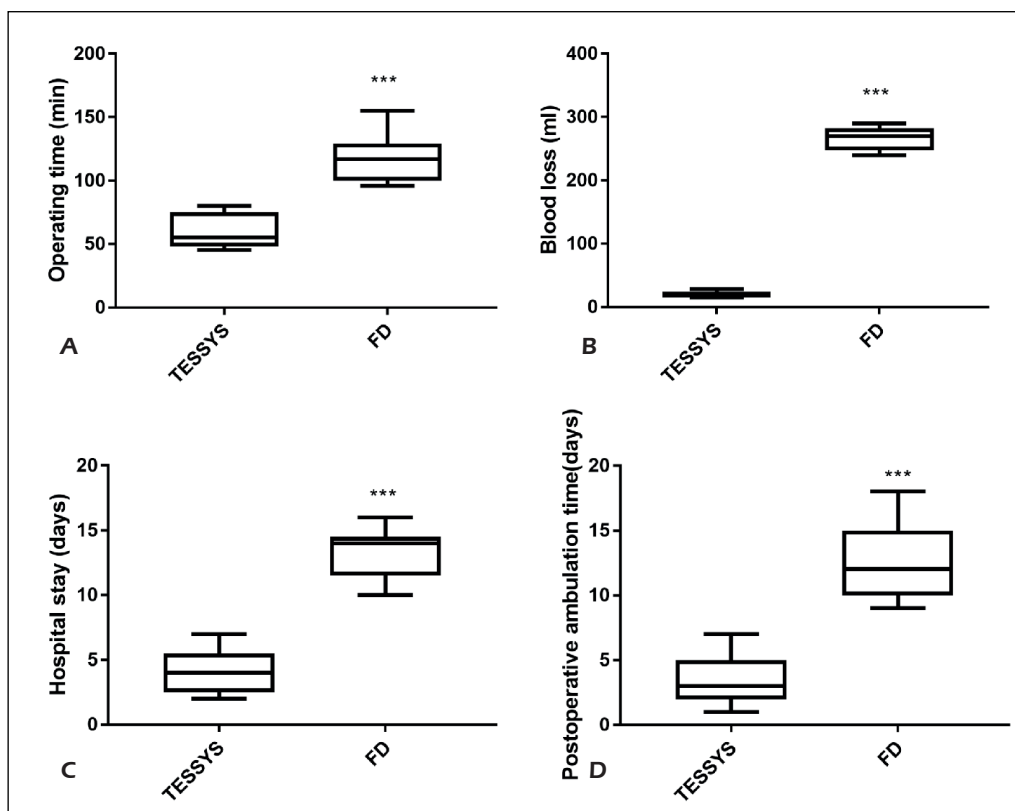 Operating time (min)
200
150
100
50
0
***
TESSYS
FD
A
Blood loss (ml)
400
300
200
100
0
***
TESSYS
FD
B
Hospital stay (days)
20
15
10
5
0
***
TESSYS
FD
C
Postoperative ambulation time(days)
20
15
10
5
0
***
TESSYS
FD
D